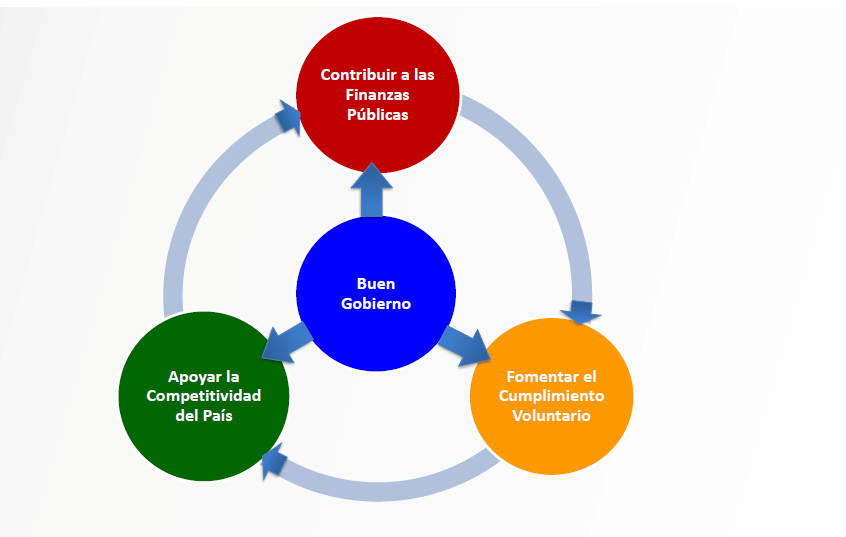 Contribuir a las
Finanzas
Públicas
Buen
Gobierno
Apoyar la
Competitividad
del País
Fomentar el
Cumplimiento
Voluntario